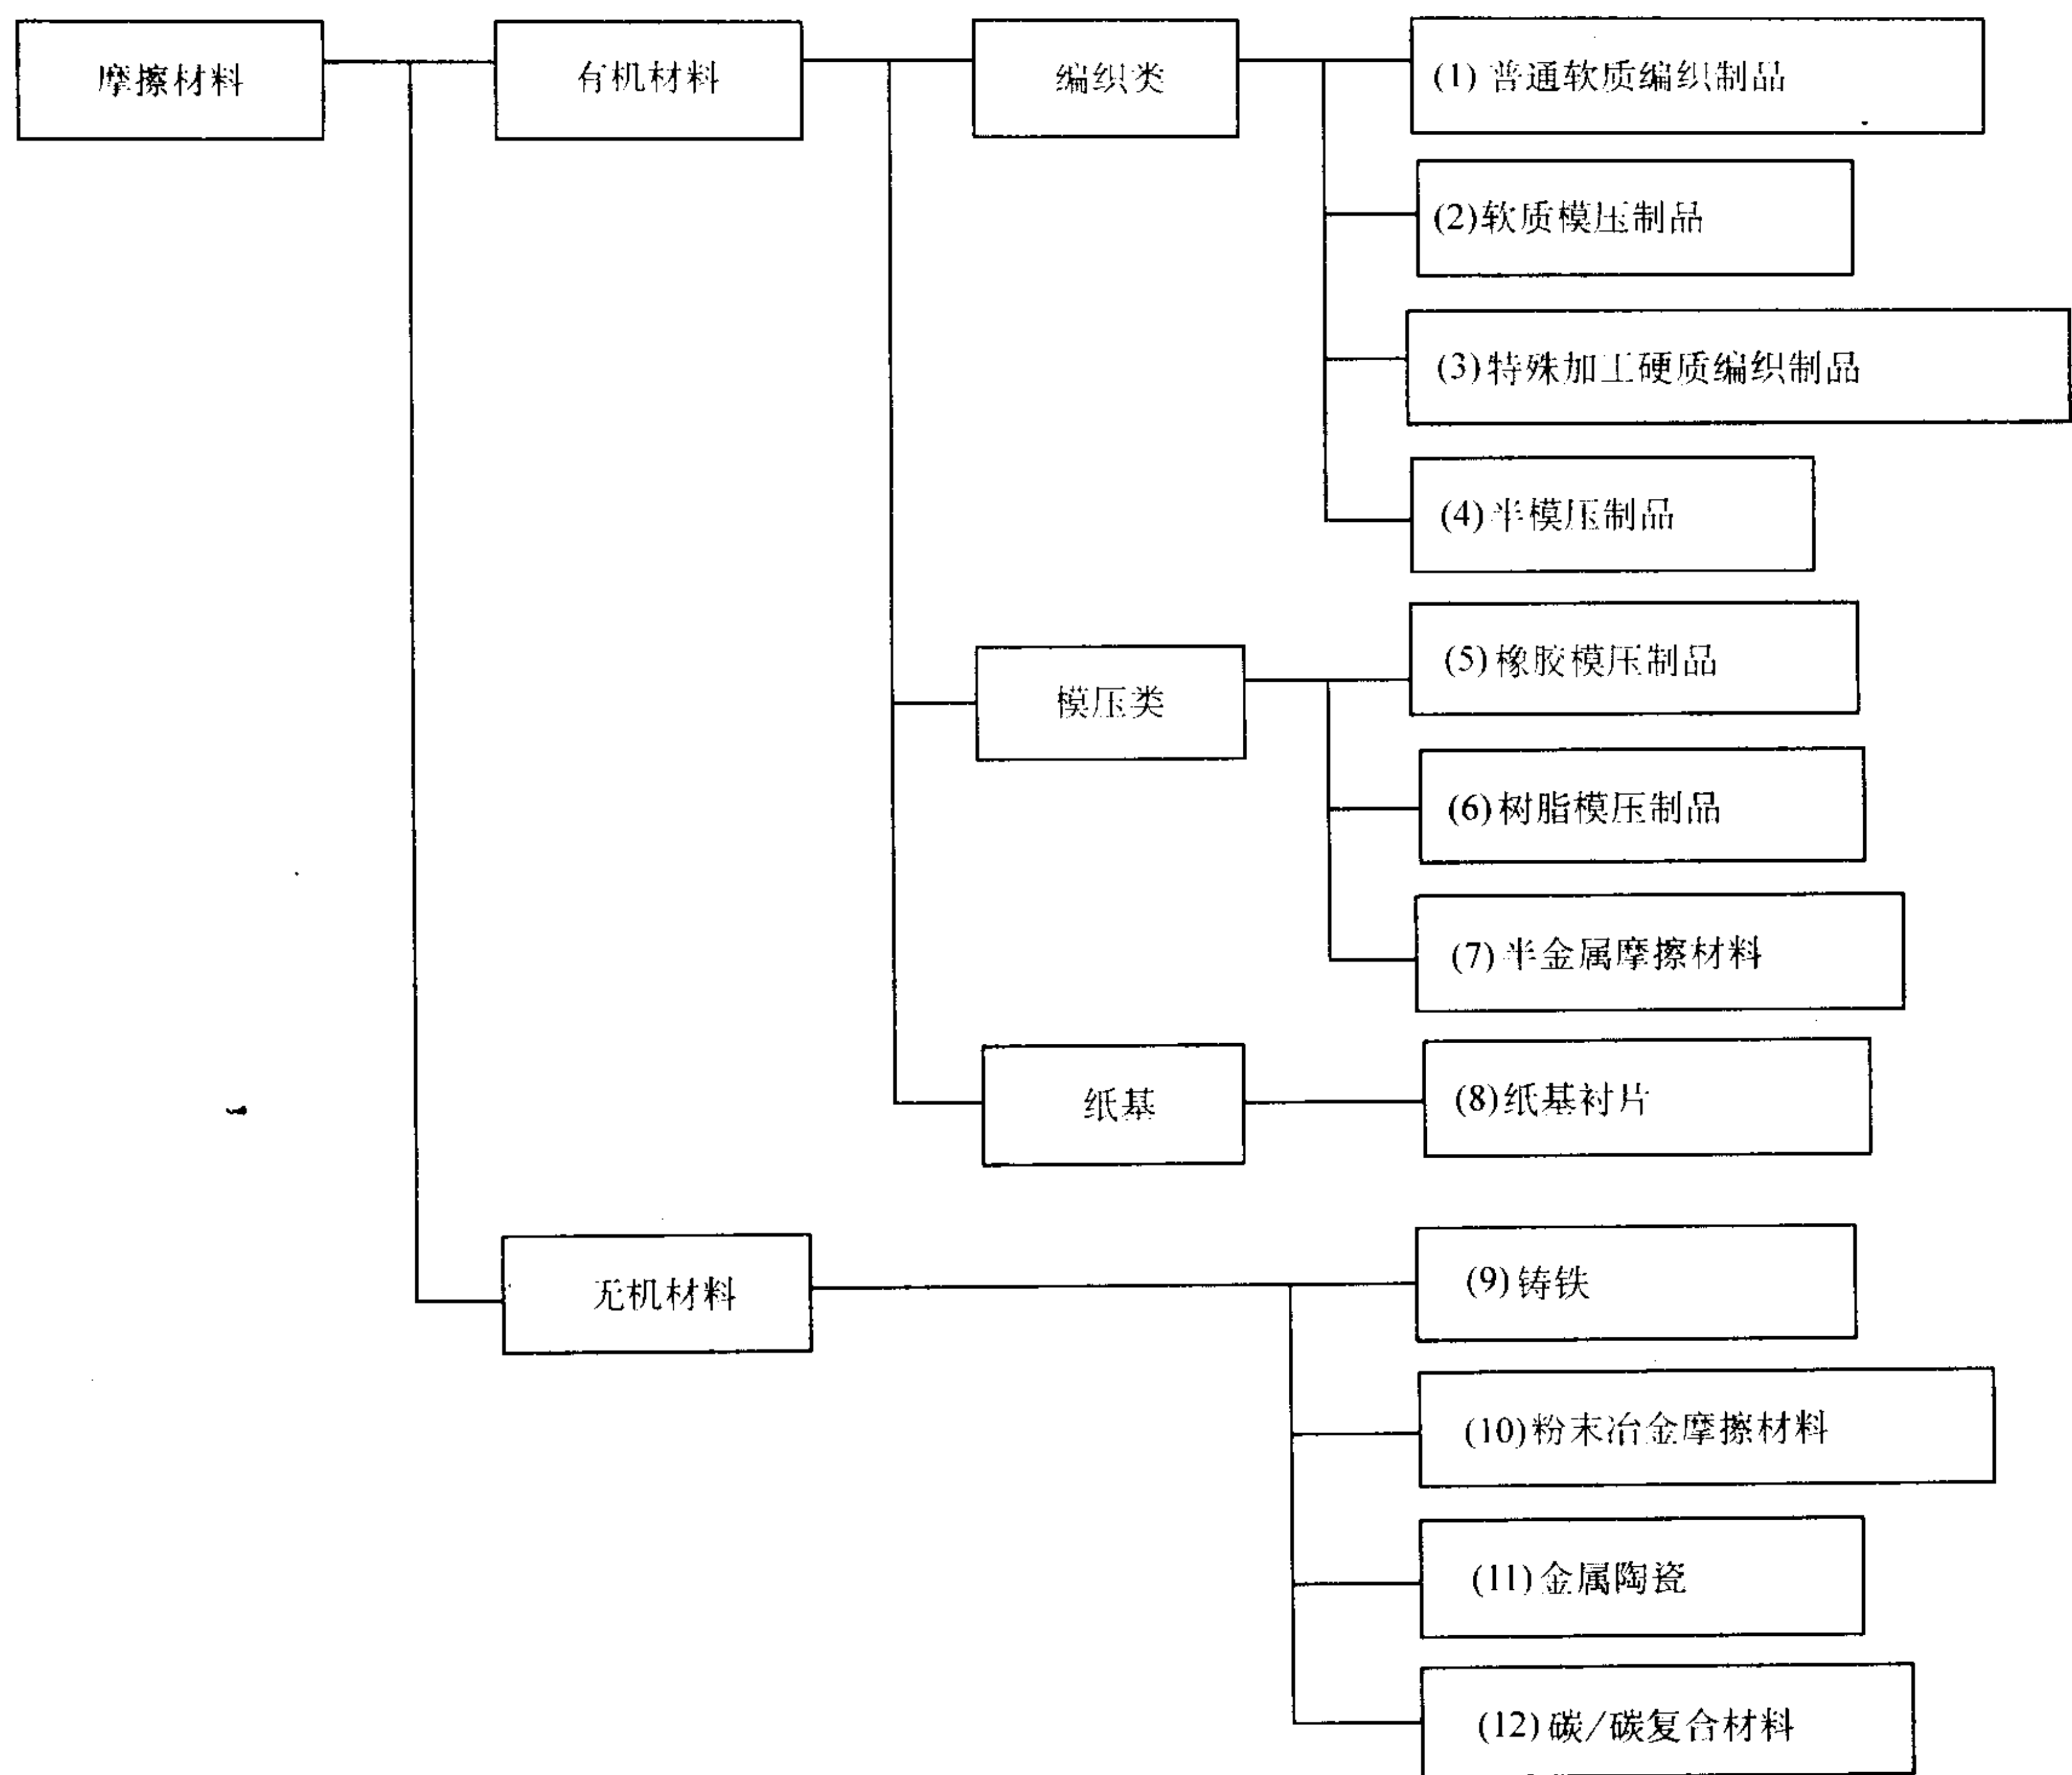 摩擦材料
有机材料
编织类
(1) 普通软质编织制品
(2)软质模压制品
(3)特殊加工硬质编织制品
(4)半模压制品
模压类
(5)橡胶模压制品
(6)树脂模压制品
(7)半金属摩擦材料
纸基
(8)纸基衬片
无机材料
(9)铸铁
(10)粉末冶金摩擦材料
(11)金属陶瓷
(12)碳/碳复合材料